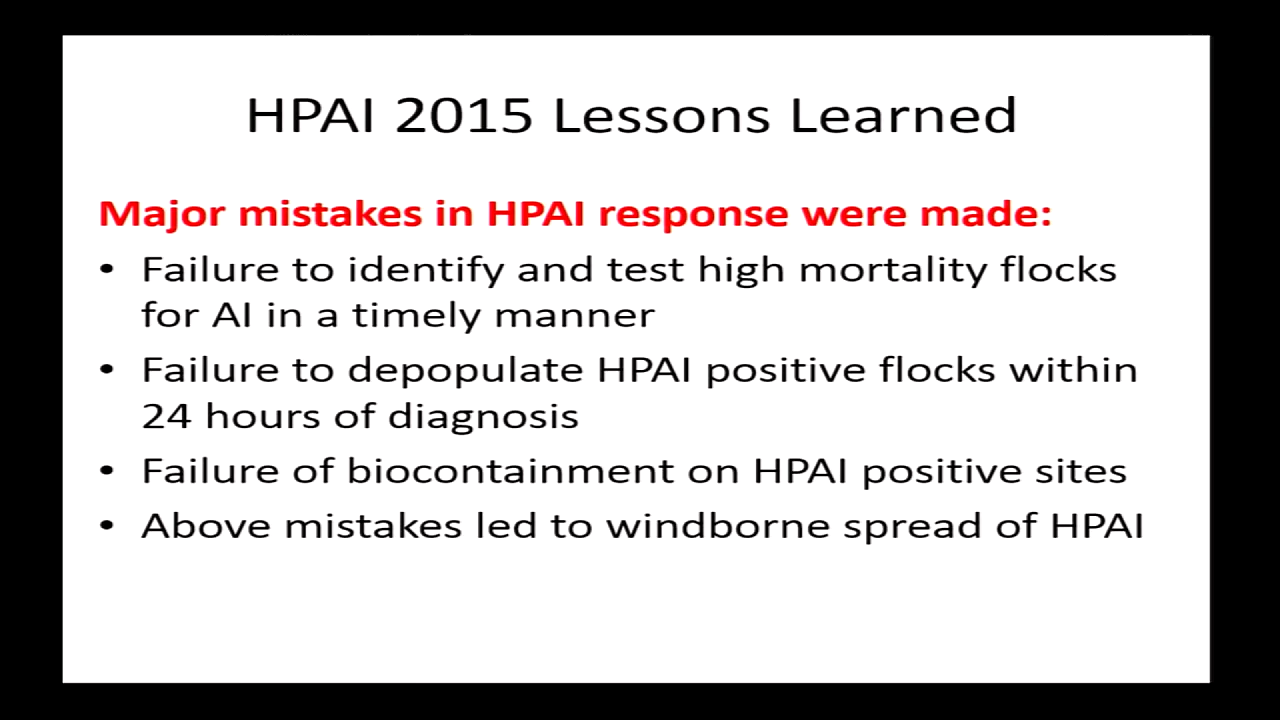 HPAI 2015 Lessons Learned
Major mistakes in HPAI response were made:
• Failure to identify and test high mortality flocks
for AI in a timely manner
• Failure to depopulate HPAI positive flocks within
24 hours of diagnosis
• Failure of biocontainment on HPAI positive sites
• Above mistakes led to windborne spread of HPAI